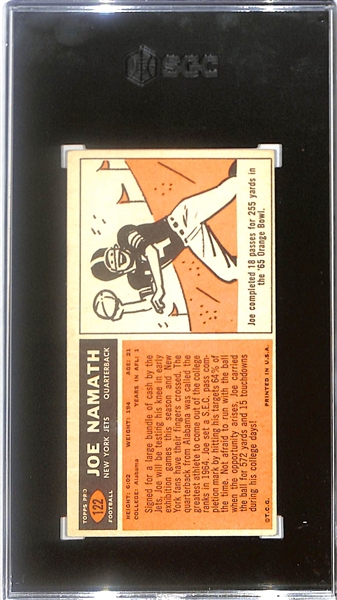 TOPPS PRO
122
FOOTBALL
JOE NAMATH
NEW YORK JETS QUARTERBACK
HEIGHT: 6:02 WEIGHT: 194 AGE: 21
COLLEGE: Alabama YEARS IN AFL: 1
Signed for a large bundle of cash by the
Jets, Joe will be testing his knee in early
exhibition games this season and New
York fans have their fingers crossed. The
quarterback from Alabama was called the
greatest athlete to come out of the college
ranks in 1964. Joe set a S.E.C. pass com-
pletion mark by hitting his targets 64% of
the time. Not afraid to run with the ball
when the opportunity arises, Joe carried
the ball for 572 yards and 15 touchdowns
during his college days!
©T.C.G. PRINTED IN U.S.A.
Joe completed 18 passes for 255 yards in
the '65 Orange Bowl.